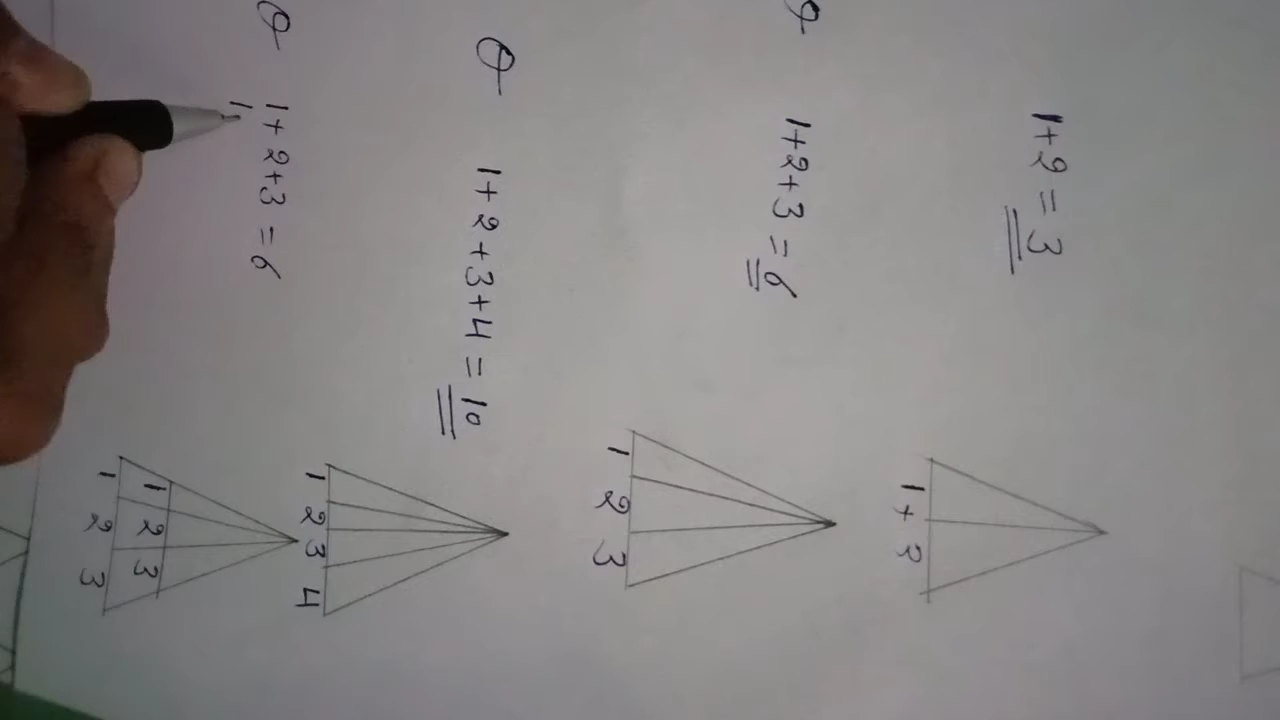 1+2 = 3
1 + 2
1+2+3 = 6
1 2 3
1+2+3+4 = 10
1 2 3 4
1+2+3 = 6
1
1 2 3
1 2 3